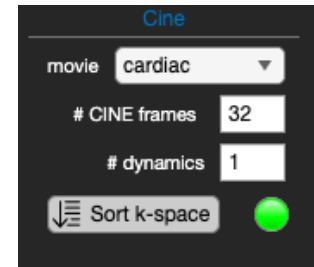 Cine
movie cardiac
# CINE frames 32
# dynamics 1
Sort k-space